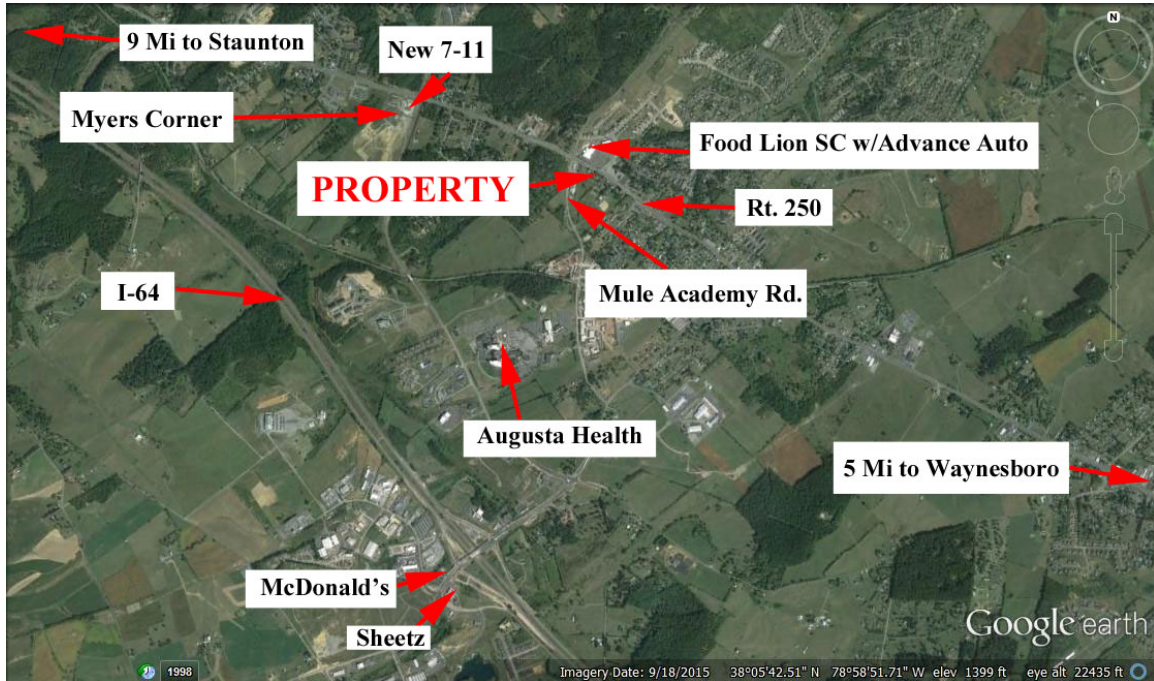 9 Mi to Staunton
New 7-11
N
Myers Corner
Food Lion SC w/Advance Auto
PROPERTY
Rt. 250
I-64
Mule Academy Rd.
Augusta Health
5 Mi to Waynesboro
McDonald's
Sheetz
Google earth
1998
Imagery Date: 9/18/2015 38°05'42.51" N 78°58'51.71" W elev 1399 ft eye alt 22435 ft